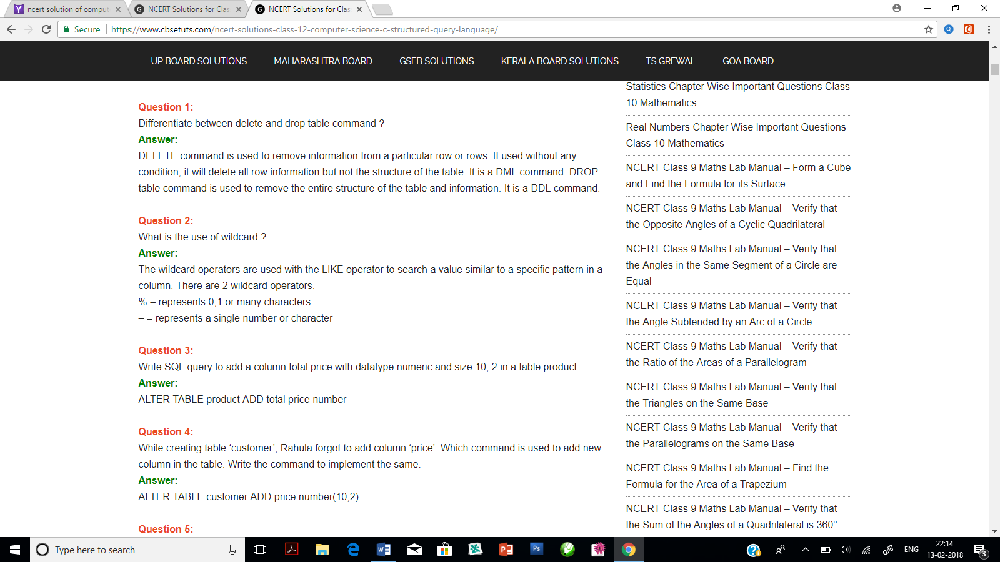 ncert solution of comput
NCERT Solutions for Clas
NCERT Solutions for Clas
Secure
https://www.cbsetuts.com/ncert-solutions-class-12-computer-science-c-structured-query-language/
UP BOARD SOLUTIONS
MAHARASHTRA BOARD
GSEB SOLUTIONS
KERALA BOARD SOLUTIONS
TS GREWAL
GOA BOARD
Question 1:
Differentiate between delete and drop table command ?
Answer:
DELETE command is used to remove information from a particular row or rows. If used without any
condition, it will delete all row information but not the structure of the table. It is a DML command. DROP
table command is used to remove the entire structure of the table and information. It is a DDL command.
Question 2:
What is the use of wildcard ?
Answer:
The wildcard operators are used with the LIKE operator to search a value similar to a specific pattern in a
column. There are 2 wildcard operators.
% – represents 0,1 or many characters
– = represents a single number or character
Question 3:
Write SQL query to add a column total price with datatype numeric and size 10, 2 in a table product.
Answer:
ALTER TABLE product ADD total price number
Question 4:
While creating table ‘customer’, Rahula forgot to add column ‘price’. Which command is used to add new
column in the table. Write the command to implement the same.
Answer:
ALTER TABLE customer ADD price number(10,2)
Question 5:
Statistics Chapter Wise Important Questions Class
10 Mathematics
Real Numbers Chapter Wise Important Questions
Class 10 Mathematics
NCERT Class 9 Maths Lab Manual – Form a Cube
and Find the Formula for its Surface
NCERT Class 9 Maths Lab Manual – Verify that
the Opposite Angles of a Cyclic Quadrilateral
NCERT Class 9 Maths Lab Manual – Verify that
the Angles in the Same Segment of a Circle are
Equal
NCERT Class 9 Maths Lab Manual – Verify that
the Angle Subtended by an Arc of a Circle
NCERT Class 9 Maths Lab Manual – Verify that
the Ratio of the Areas of a Parallelogram
NCERT Class 9 Maths Lab Manual – Verify that
the Triangles on the Same Base
NCERT Class 9 Maths Lab Manual – Verify that
the Parallelograms on the Same Base
NCERT Class 9 Maths Lab Manual – Find the
Formula for the Area of a Trapezium
NCERT Class 9 Maths Lab Manual – Verify that
the Sum of the Angles of a Quadrilateral is 360°
Type here to search
ENG
22:14
13-02-2018
3